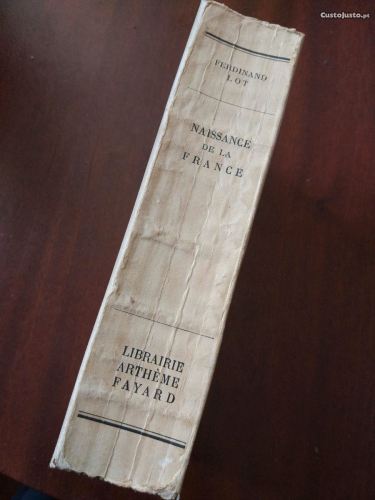 CustoJusto.pt
FERDINAND
LOT
NAISSANCE
DE LA
FRANCE
LIBRAIRIE
ARTHÈME
FAYARD